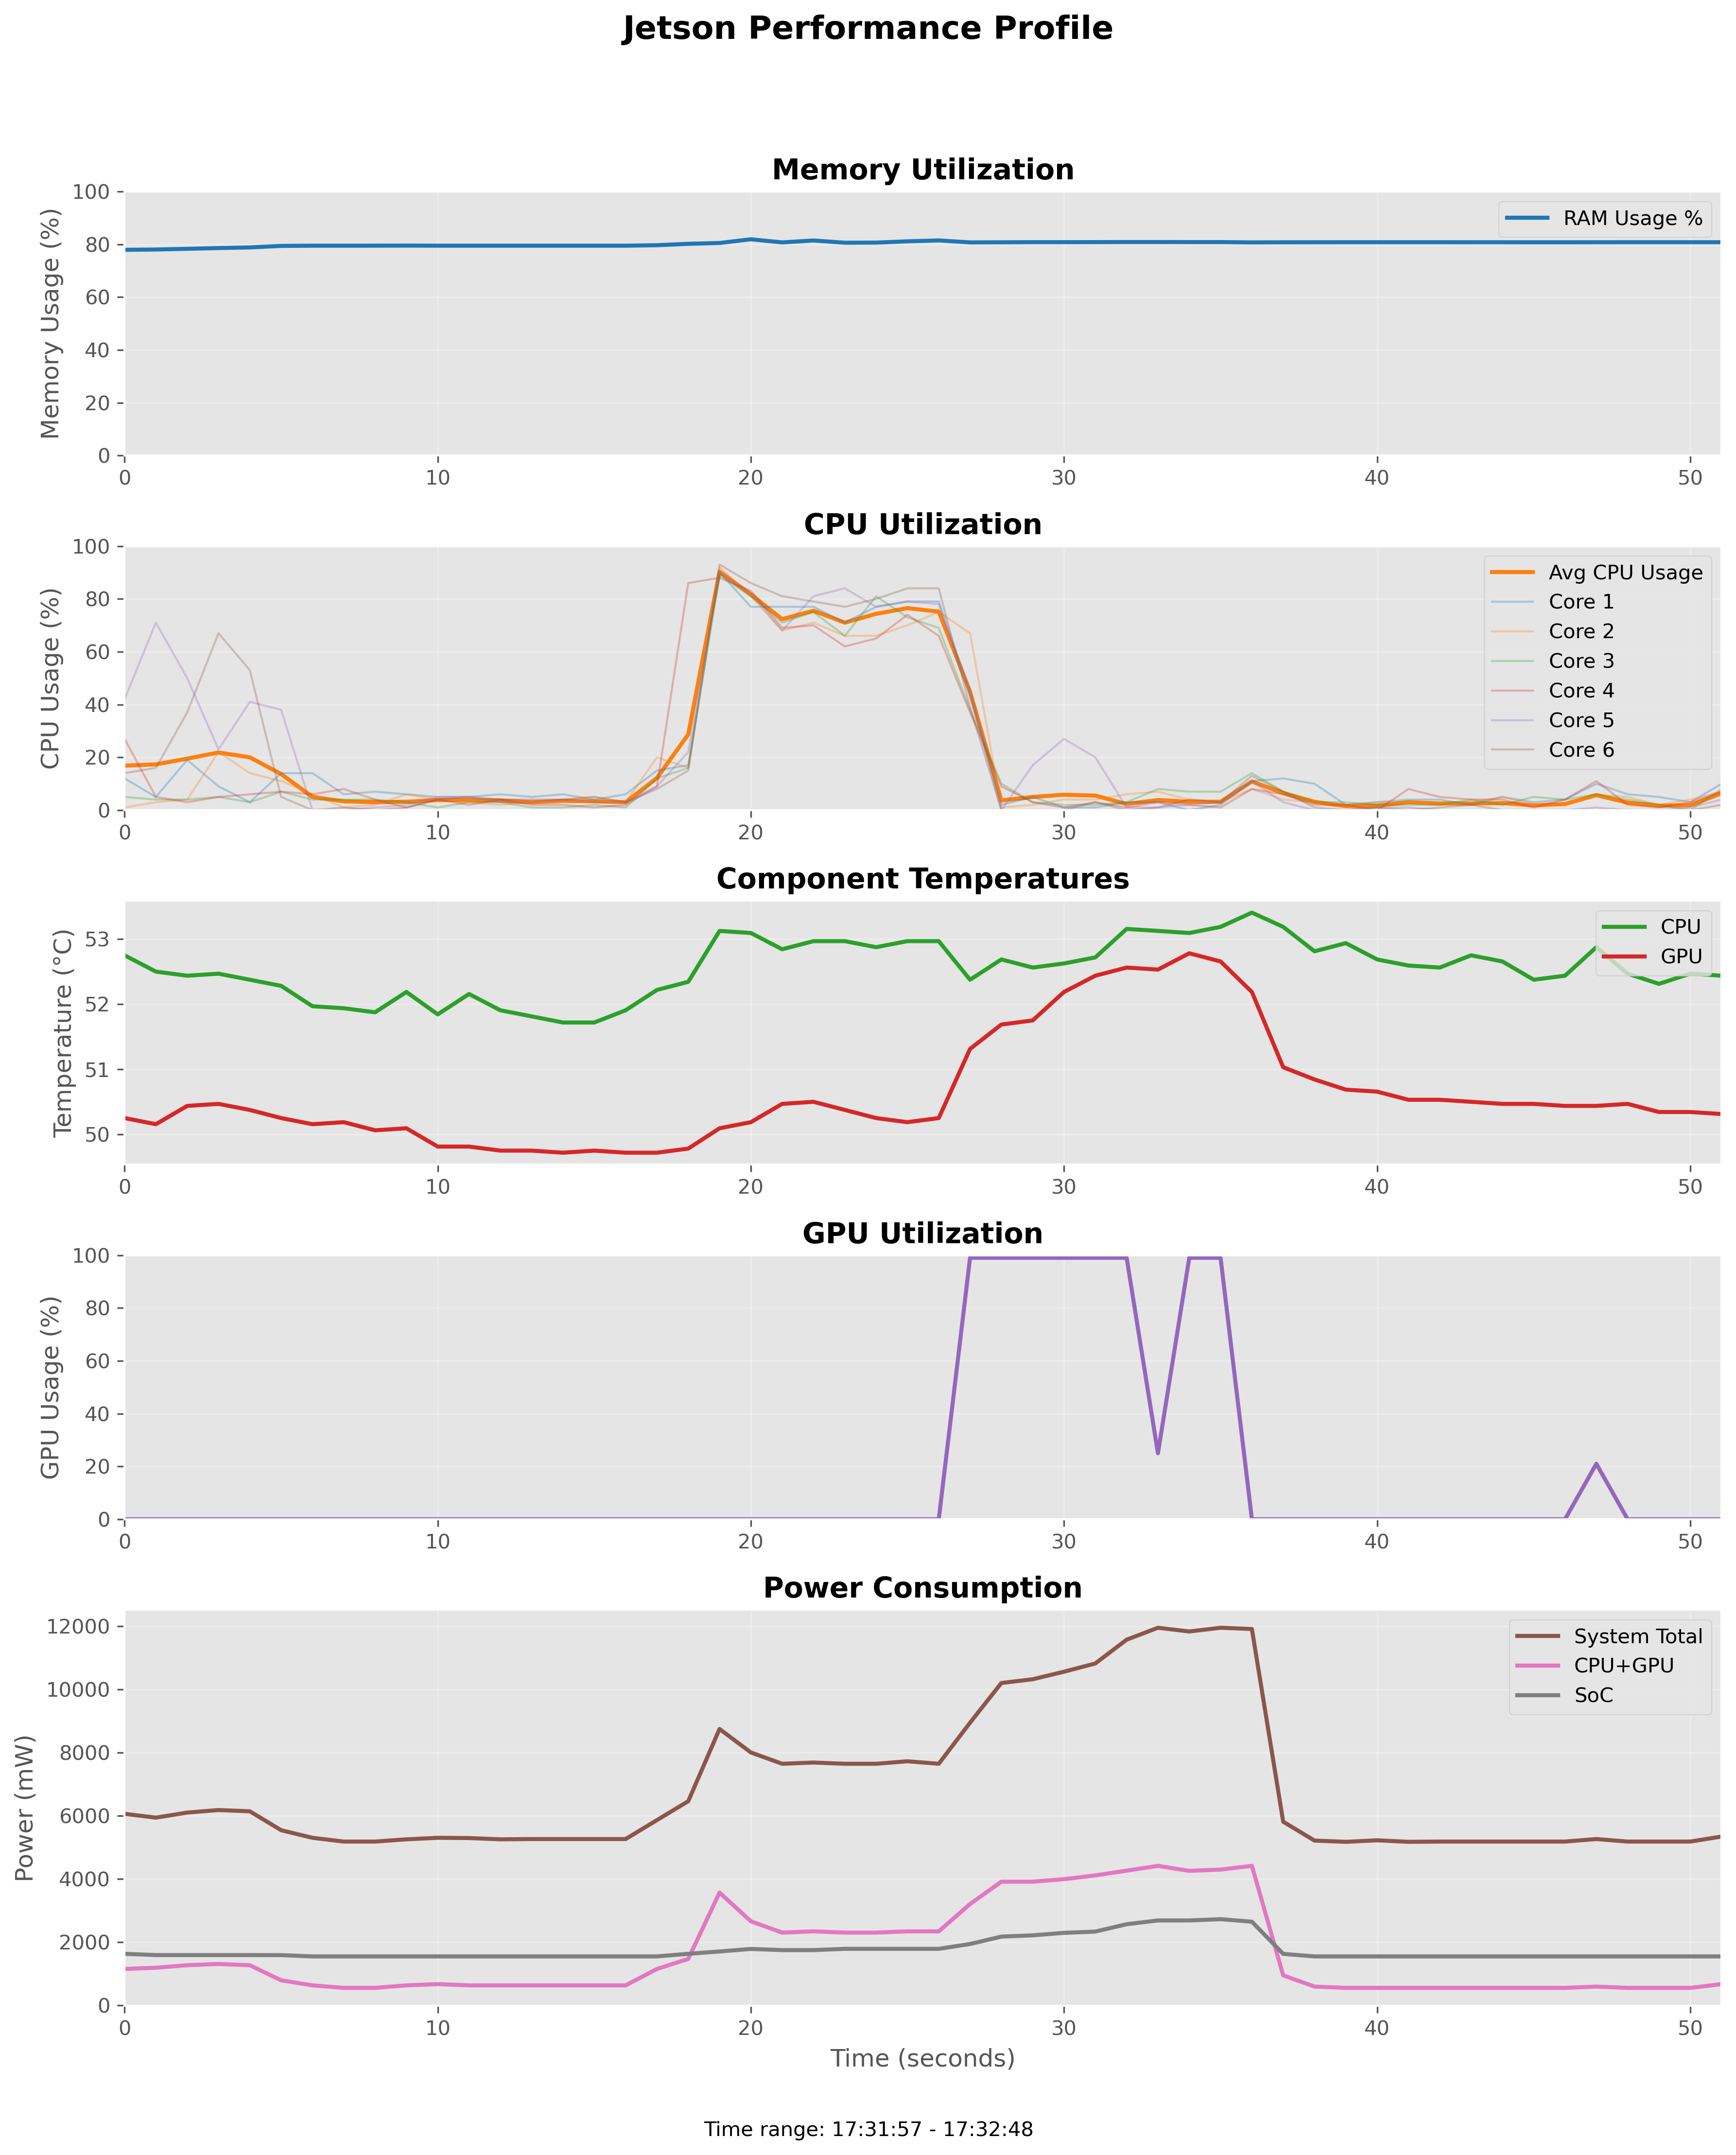 Jetson Performance Profile
Memory Utilization
Memory Usage (%)
100
80
60
40
20
0
RAM Usage %
0 10 20 30 40 50
CPU Utilization
CPU Usage (%)
100
80
60
40
20
0
Avg CPU Usage
Core 1
Core 2
Core 3
Core 4
Core 5
Core 6
0 10 20 30 40 50
Component Temperatures
Temperature (°C)
53
52
51
50
CPU
GPU
0 10 20 30 40 50
GPU Utilization
GPU Usage (%)
100
80
60
40
20
0
0 10 20 30 40 50
Power Consumption
Power (mW)
12000
10000
8000
6000
4000
2000
0
System Total
CPU+GPU
SoC
0 10 20 30 40 50
Time (seconds)
Time range: 17:31:57 - 17:32:48